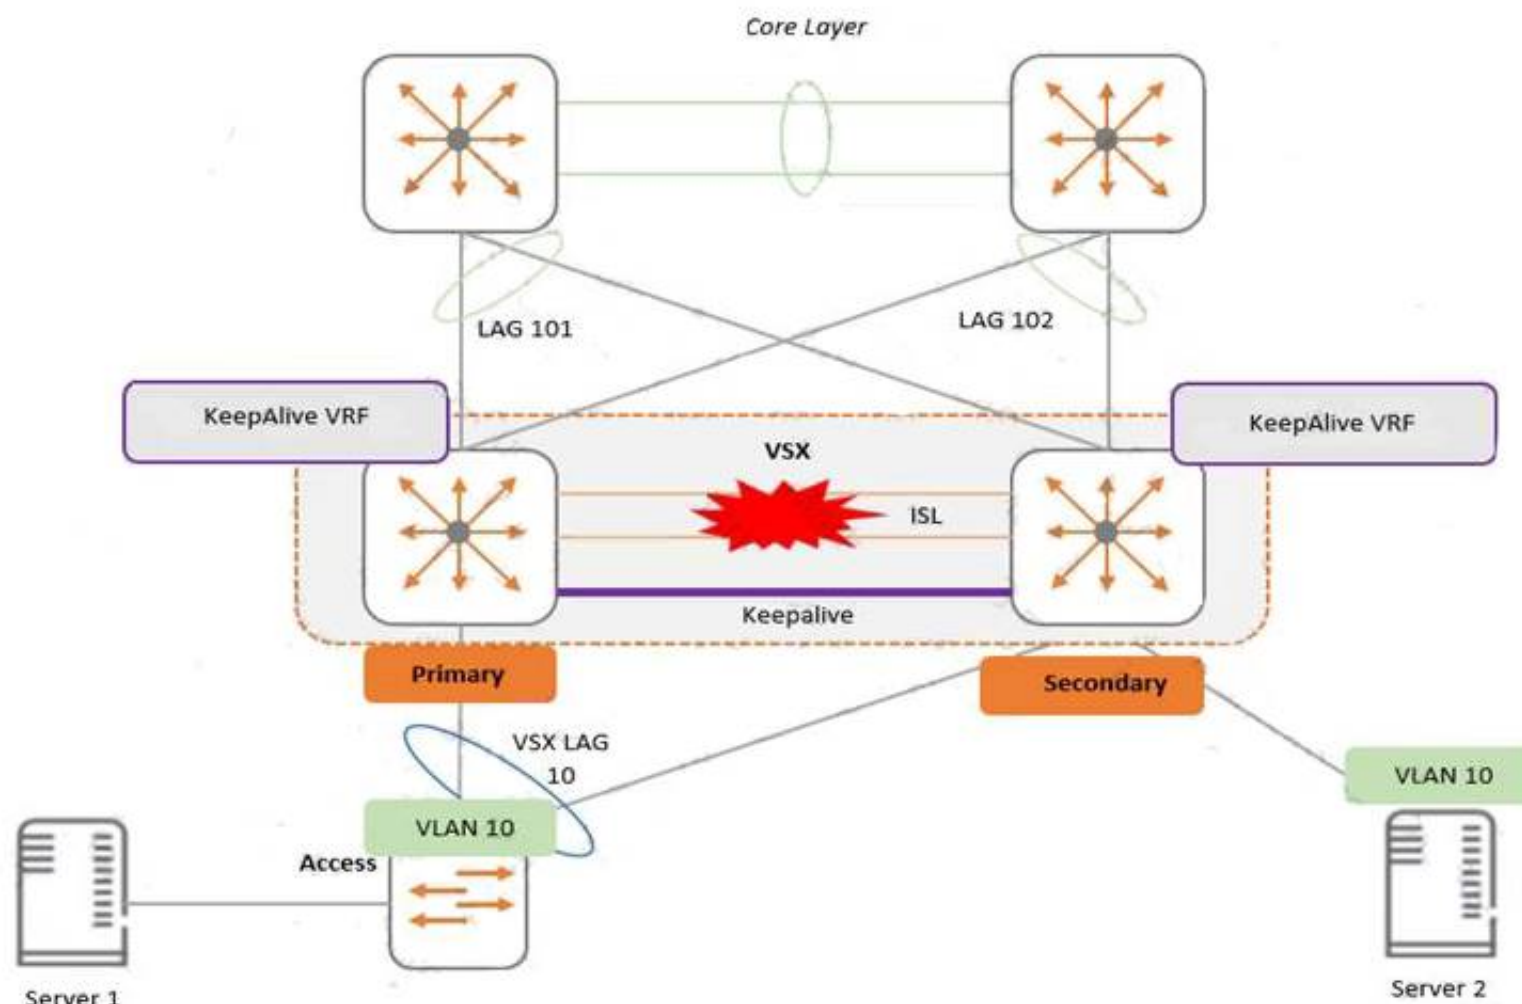 Core Layer
LAG 101
LAG 102
KeepAlive VRF
KeepAlive VRF
VSX
ISL
Keepalive
Primary
Secondary
VSX LAG
10
VLAN 10
VLAN 10
Access
Server 1
Server 2